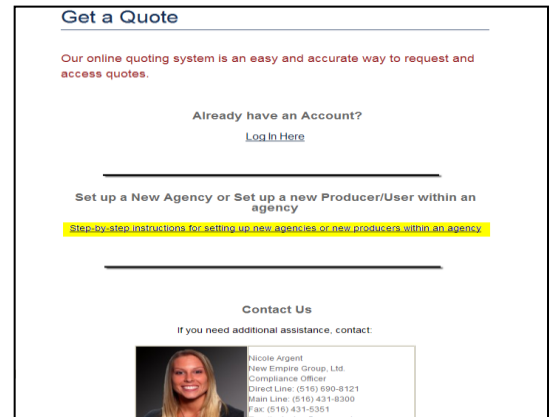 Get a Quote
Our online quoting system is an easy and accurate way to request and
access quotes.
Already have an Account?
Log In Here
Set up a New Agency or Set up a new Producer/User within an
agency
Step-by-step instructions for setting up new agencies or new producers within an agency
Contact Us
If you need additional assistance, contact:
Nicole Argent
New Empire Group, Ltd.
Compliance Officer
Direct Line: (516) 690-8121
Main Line: (516) 431-8300
Fax: (516) 431-5351